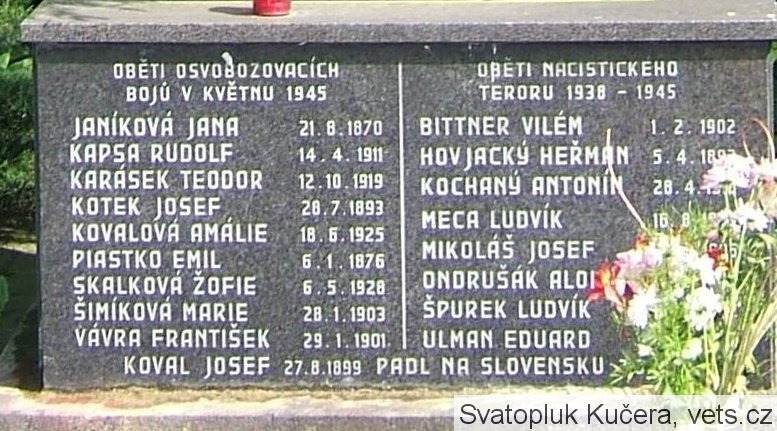 OBĚTI OSVOBOZOVACÍCH
BOJŮ V KVĚTNU 1945
JANÍKOVÁ JANA 21. 8. 1870
KAPSA RUDOLF 14. 4. 1911
KARÁSEK TEODOR 12. 10. 1919
KOTEK JOSEF 28. 7. 1893
KOVALOVÁ AMÁLIE 18. 6. 1925
PIASTKO EMIL 6. 1. 1876
SKALKOVÁ ŽOFIE 6. 5. 1928
ŠIMÍKOVÁ MARIE 28. 1. 1903
VÁVRA FRANTIŠEK 29. 1. 1901
OBĚTI NACISTICKÉHO
TERORU 1938 - 1945
BITTNER VILÉM 1. 2. 1902
HOVJACKÝ HEŘMAN 5. 4.
KOCHANÝ ANTONÍN 28. 4.
MECA LUDVÍK
MIKOLÁŠ JOSEF
ONDRUŠÁK
ŠPUREK LUDVÍK
ULMAN EDUARD
KOVAL JOSEF 27. 8. 1899 PADL NA SLOVENSKU
Svatopluk Kučera, vets.cz